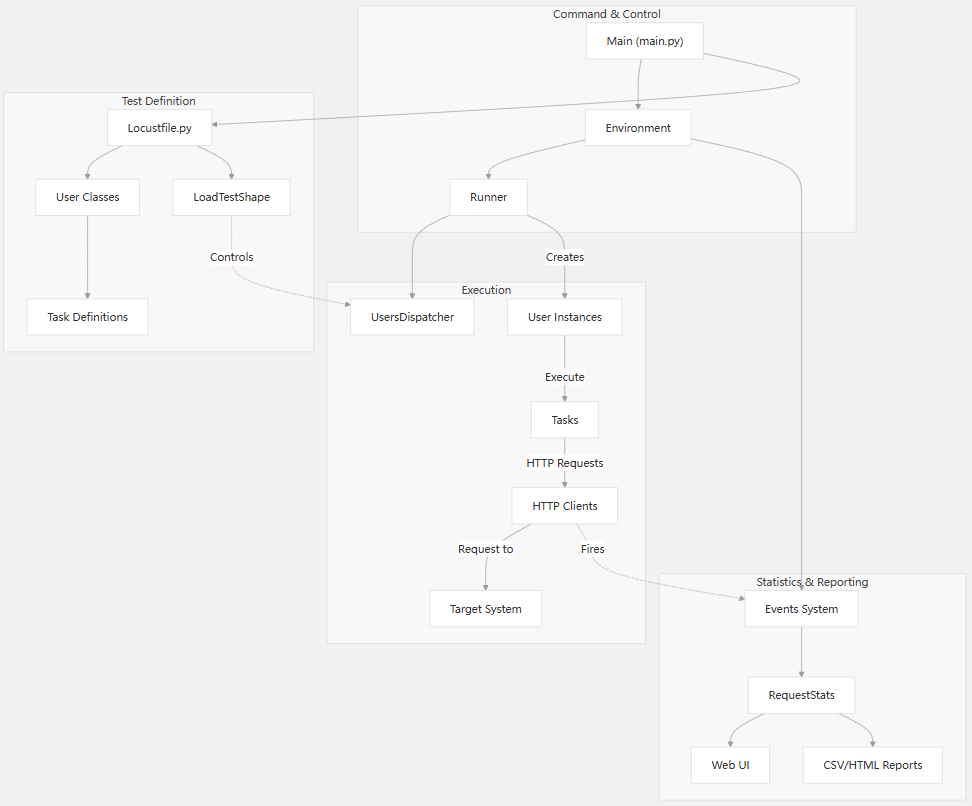 Command & Control
Main (main.py)
Test Definition
Locustfile.py
Environment
User Classes
LoadTestShape
Runner
Controls
Creates
Execution
Task Definitions
UsersDispatcher
User Instances
Execute
Tasks
HTTP Requests
HTTP Clients
Request to
Fires
Statistics & Reporting
Target System
Events System
RequestStats
Web UI
CSV/HTML Reports